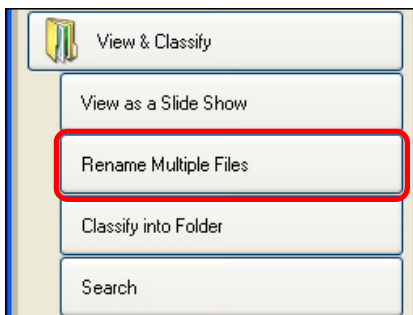 View & Classify
View as a Slide Show
Rename Multiple Files
Classify into Folder
Search